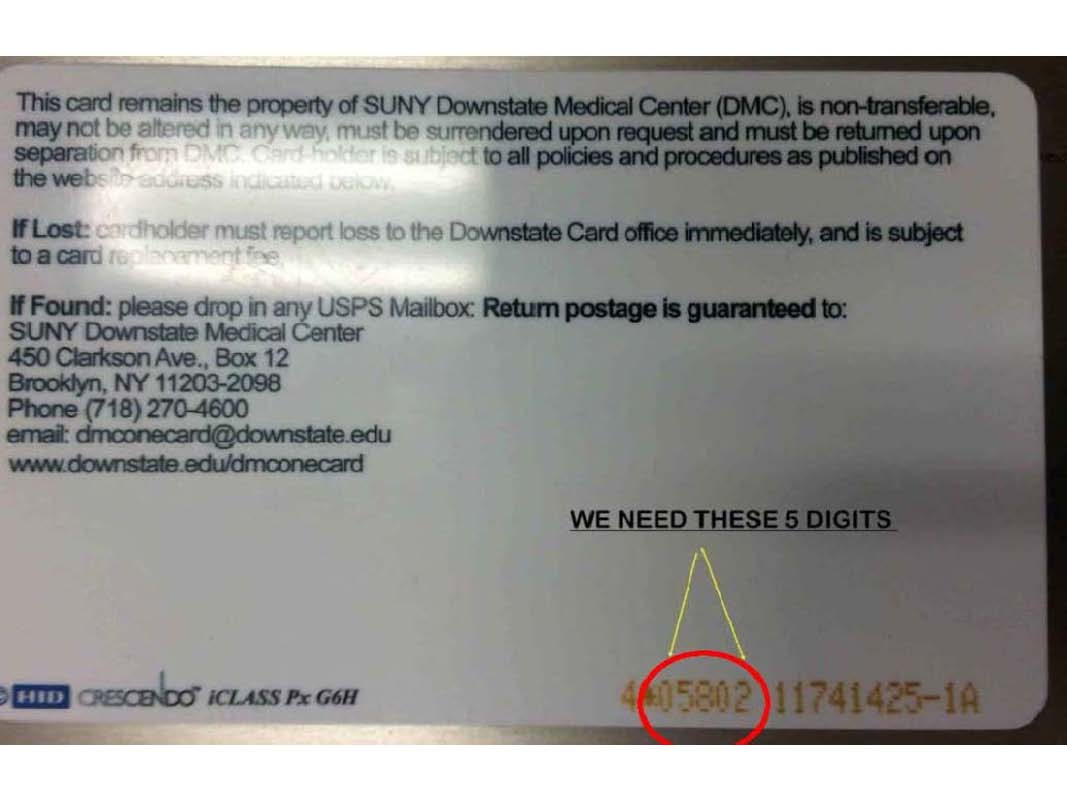 This card remains the property of SUNY Downstate Medical Center (DMC), is non-transferable,
may not be altered in any way, must be surrendered upon request and must be returned upon
separation from DMC. Card-holder is subject to all policies and procedures as published on
the website address indicated below.
If Lost: cardholder must report loss to the Downstate Card office immediately, and is subject
to a card replacement fee.
If Found: please drop in any USPS Mailbox: Return postage is guaranteed to:
SUNY Downstate Medical Center
450 Clarkson Ave., Box 12
Brooklyn, NY 11203-2098
Phone (718) 270-4600
email: dmconecard@downstate.edu
www.downstate.edu/dmconecard
WE NEED THESE 5 DIGITS
HID CRESCENDO™ iCLASS Px G6H
4*05802 11741425-1A